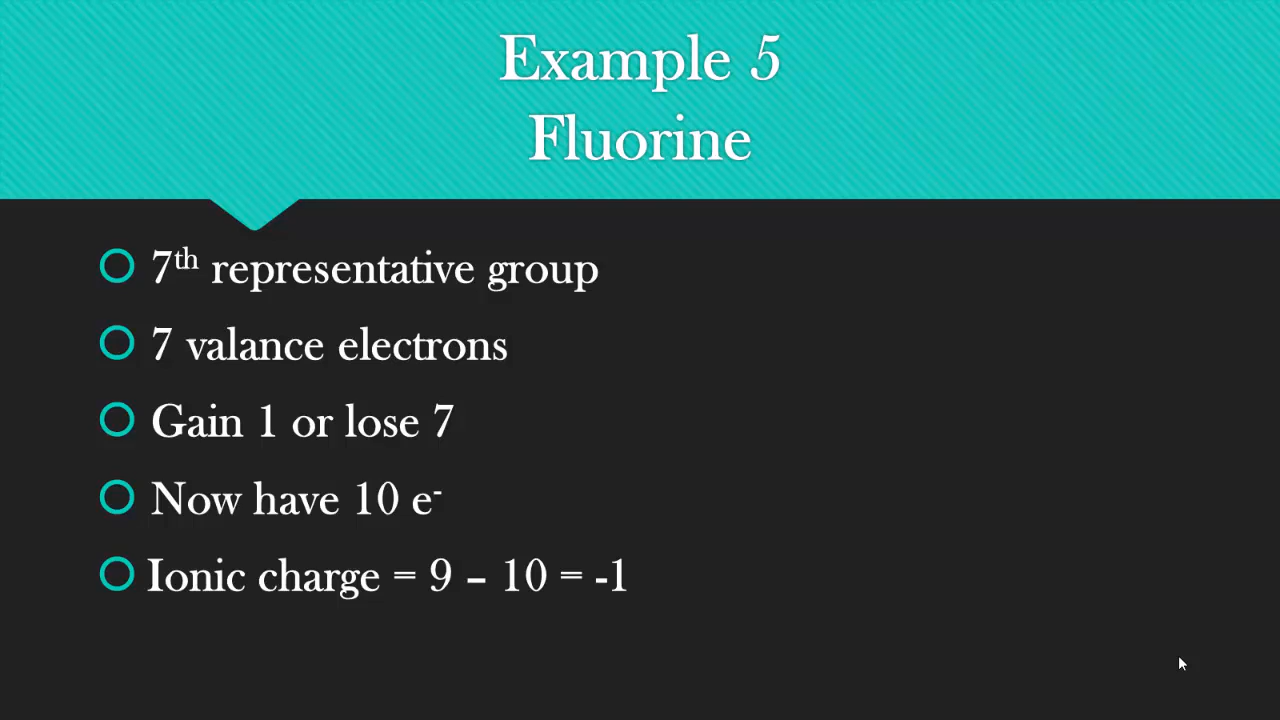 Example 5
Fluorine
7th representative group
7 valance electrons
Gain 1 or lose 7
Now have 10 e-
Ionic charge = 9 – 10 = -1